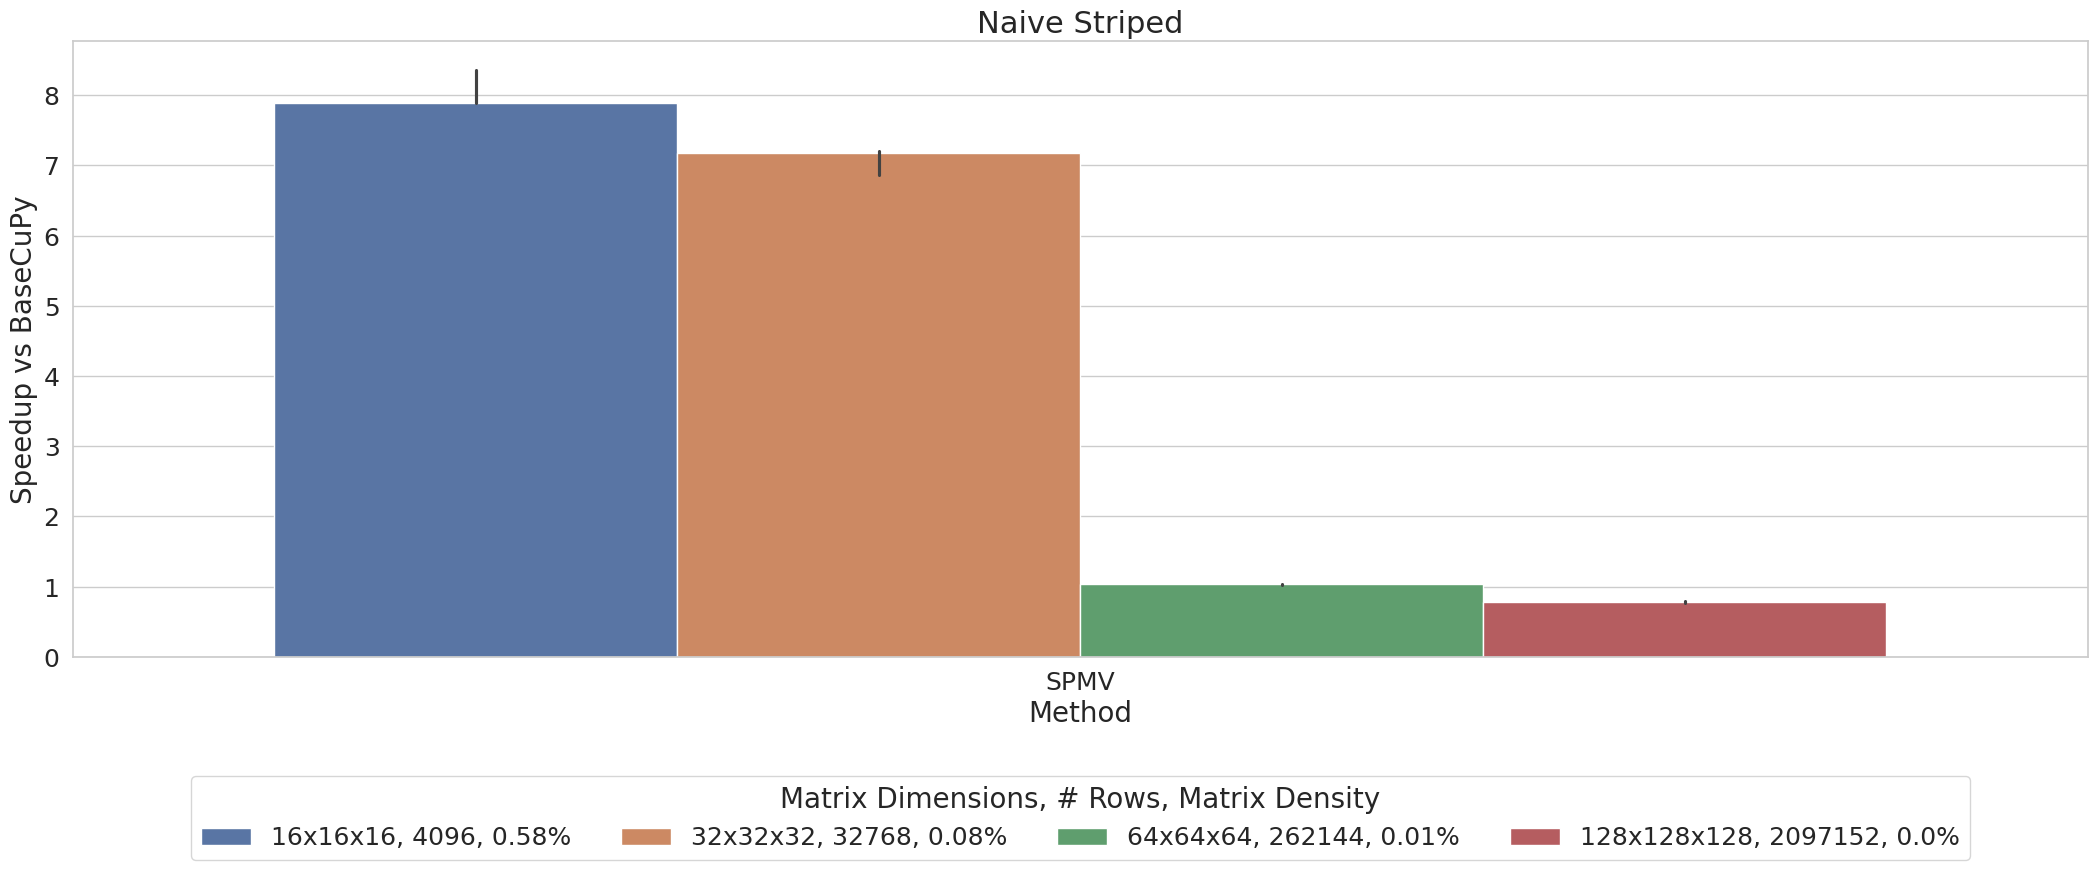 Naive Striped
Speedup vs BaseCuPy
8
7
6
5
4
3
2
1
0
SPMV
Method
Matrix Dimensions, # Rows, Matrix Density
16x16x16, 4096, 0.58% 32x32x32, 32768, 0.08% 64x64x64, 262144, 0.01% 128x128x128, 2097152, 0.0%